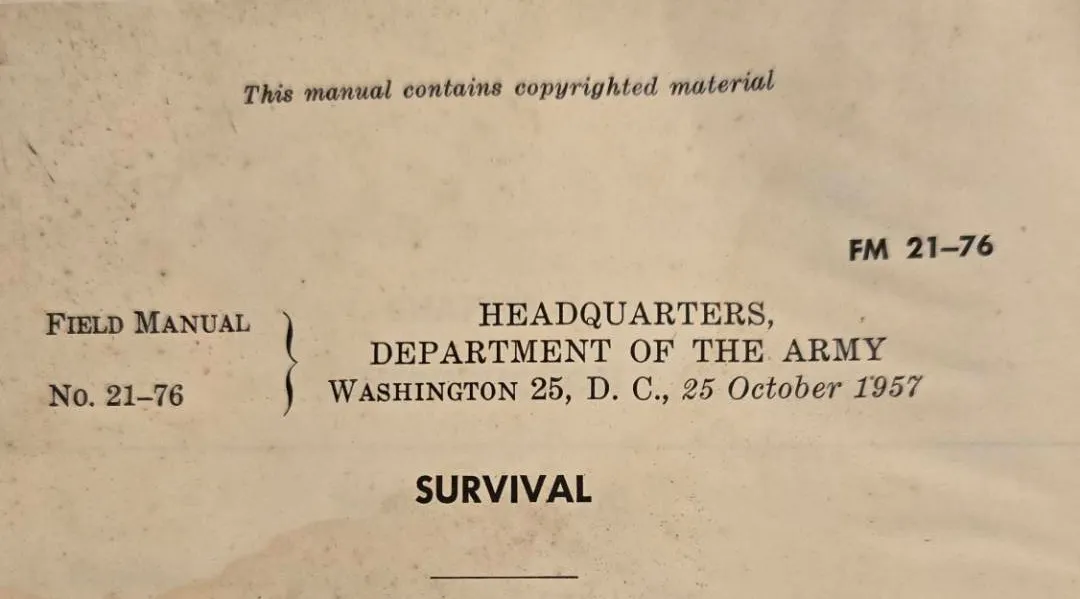 This manual contains copyrighted material
FM 21–76
FIELD MANUAL
No. 21–76
HEADQUARTERS,
DEPARTMENT OF THE ARMY
WASHINGTON 25, D. C., 25 October 1957
SURVIVAL